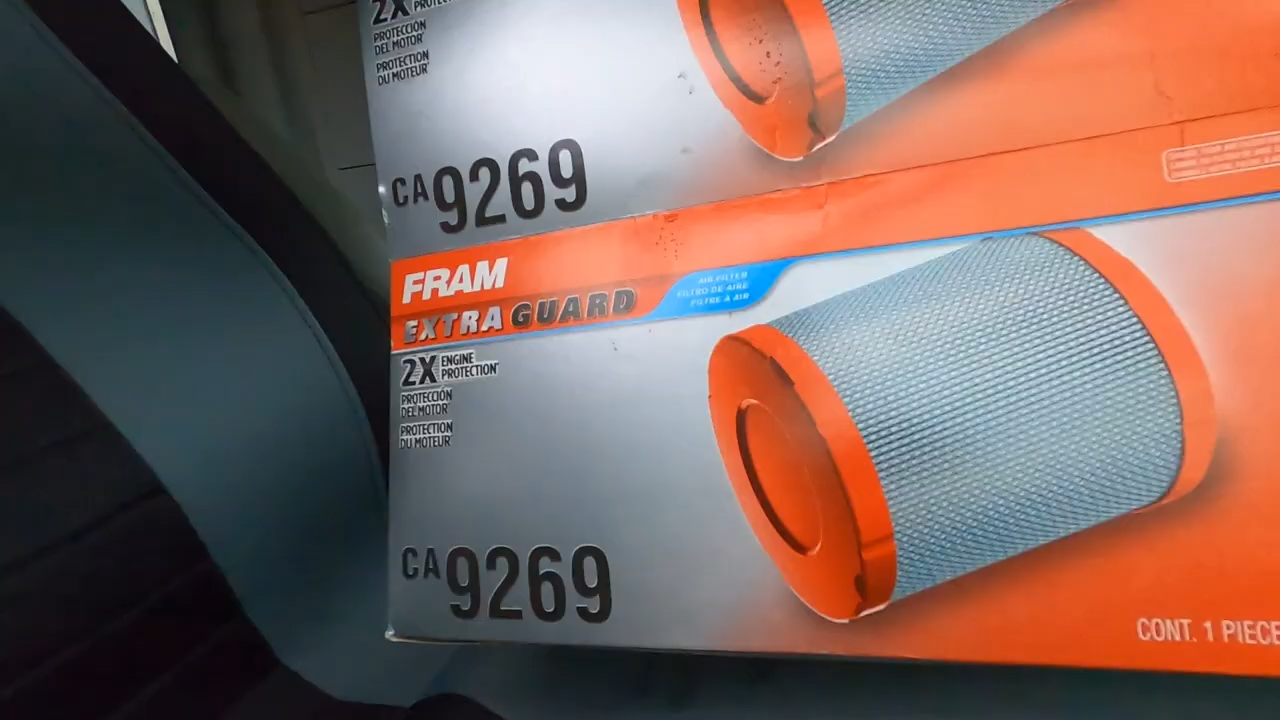 2X
PROTECCIÓN
DEL MOTOR*
PROTECTION
DU MOTEUR*
CA9269
FRAM
EXTRA GUARD
AIR FILTER
FILTRO DE AIRE
FILTRE À AIR
2X ENGINE
PROTECTION*
PROTECCIÓN
DEL MOTOR*
PROTECTION
DU MOTEUR*
CA9269
CONT. 1 PIECE